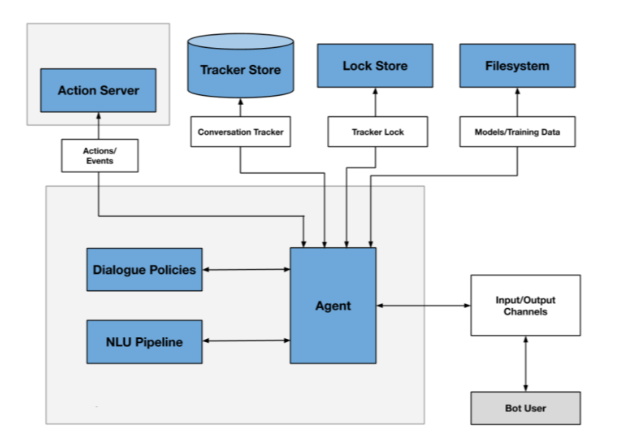 Action Server
Tracker Store
Lock Store
Filesystem
Actions/
Events
Conversation Tracker
Tracker Lock
Models/Training Data
Dialogue Policies
NLU Pipeline
Agent
Input/Output
Channels
Bot User